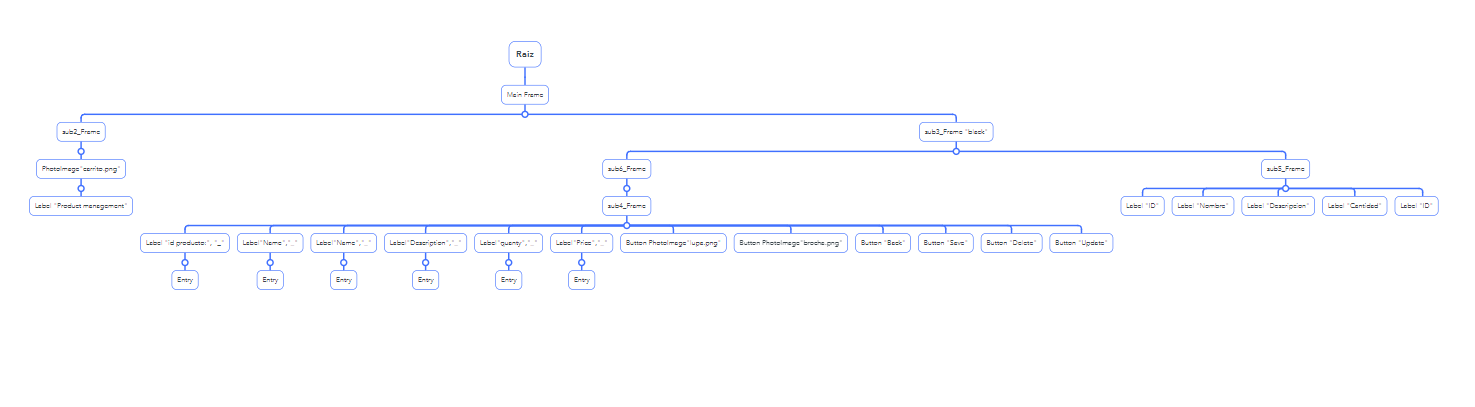 Raiz
Main Frame
sub2_Frame
sub3_Frame "black"
PhotoImage"carrito.png"
sub6_Frame
sub5_Frame
Label "Product management"
sub4_Frame
Label "ID"
Label "Nombre"
Label "Descripcion"
Label "Cantidad"
Label "ID"
Label "id producto:", "_"
Label"Name","_"
Label"Name","_"
Label"Description","_"
Label"quanty","_"
Label"Price","_"
Button PhotoImage"lupa.png"
Button PhotoImage"brocha.png"
Button "Back"
Button "Save"
Button "Delete"
Button "Update"
Entry
Entry
Entry
Entry
Entry
Entry